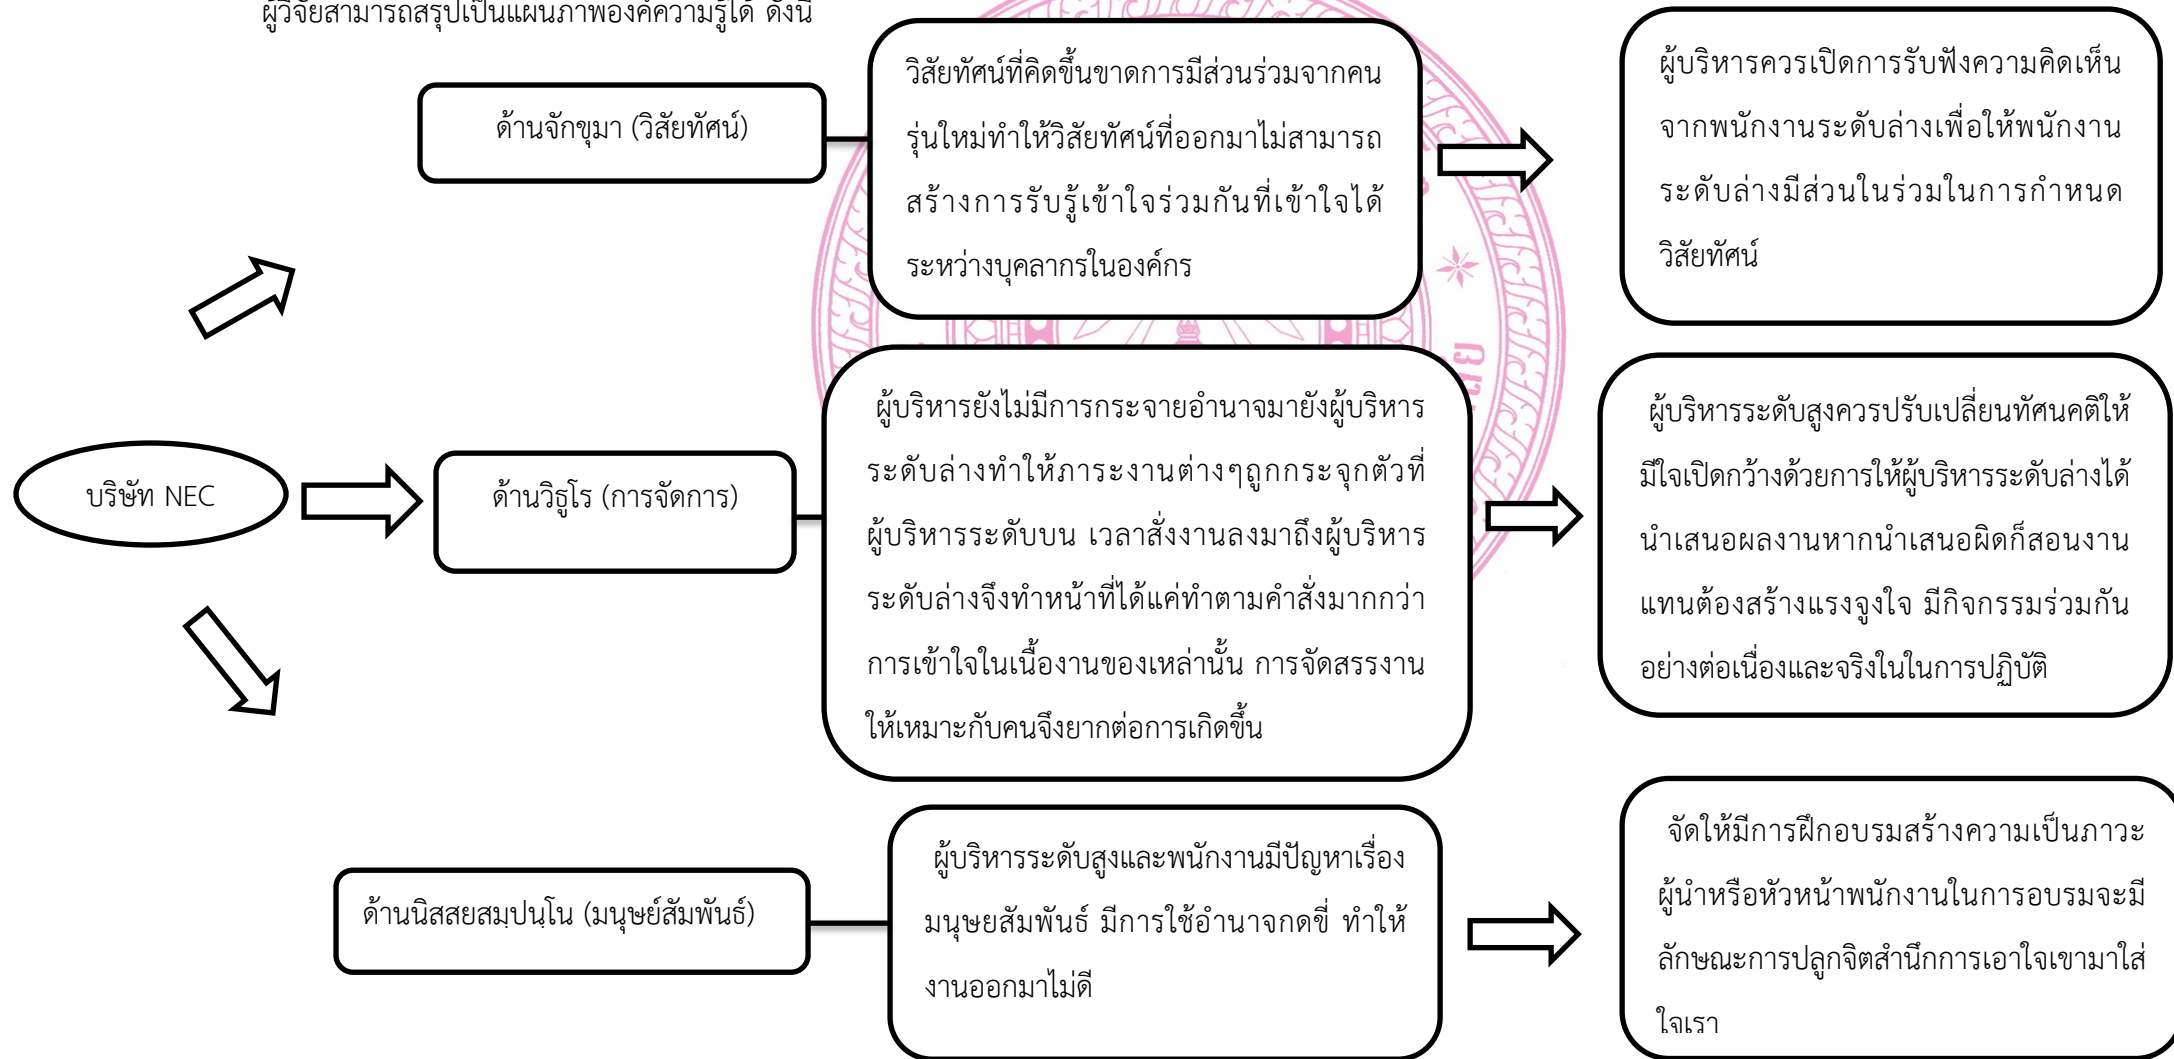 ผู้วิจัยสามารถสรุปเป็นแผนภาพองค์ความรู้ได้ ดังนี้
ด้านจักขุมา (วิสัยทัศน์)
วิสัยทัศน์ที่คิดขึ้นขาดการมีส่วนร่วมจากคน
รุ่นใหม่ทำให้วิสัยทัศน์ที่ออกมาไม่สามารถ
สร้างการรับรู้เข้าใจร่วมกันที่เข้าใจได้
ระหว่างบุคลากรในองค์กร
ผู้บริหารควรเปิดการรับฟังความคิดเห็น
จากพนักงานระดับล่างเพื่อให้พนักงาน
ระดับล่างมีส่วนในร่วมในการกำหนด
วิสัยทัศน์
บริษัท NEC
ด้านวิธูโร (การจัดการ)
ผู้บริหารยังไม่มีการกระจายอำนาจมายังผู้บริหาร
ระดับล่างทำให้ภาระงานต่างๆถูกกระจุกตัวที่
ผู้บริหารระดับบน เวลาสั่งงานลงมาถึงผู้บริหาร
ระดับล่างจึงทำหน้าที่ได้แค่ทำตามคำสั่งมากกว่า
การเข้าใจในเนื้องานของเหล่านั้น การจัดสรรงาน
ให้เหมาะกับคนจึงยากต่อการเกิดขึ้น
ผู้บริหารระดับสูงควรปรับเปลี่ยนทัศนคติให้
มีใจเปิดกว้างด้วยการให้ผู้บริหารระดับล่างได้
นำเสนอผลงานหากนำเสนอผิดก็สอนงาน
แทนต้องสร้างแรงจูงใจ มีกิจกรรมร่วมกัน
อย่างต่อเนื่องและจริงในในการปฏิบัติ
ด้านนิสสยสมฺปนฺโน (มนุษย์สัมพันธ์)
ผู้บริหารระดับสูงและพนักงานมีปัญหาเรื่อง
มนุษยสัมพันธ์ มีการใช้อำนาจกดขี่ ทำให้
งานออกมาไม่ดี
จัดให้มีการฝึกอบรมสร้างความเป็นภาวะ
ผู้นำหรือหัวหน้าพนักงานในการอบรมจะมี
ลักษณะการปลูกจิตสำนึกการเอาใจเขามาใส่
ใจเรา